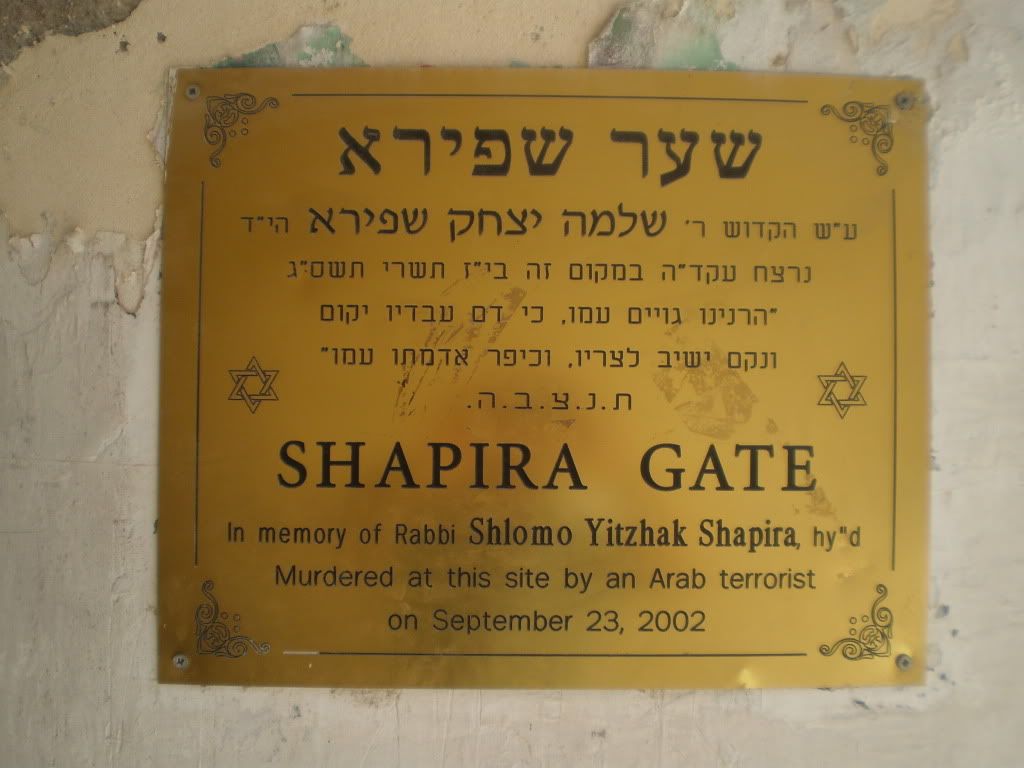 שער שפירא
ע"ש הקדוש ר' שלמה יצחק שפירא הי"ד
נרצח עקד"ה במקום זה בי"ז תשרי תשס"ג
"הרנינו גויים עמו, כי דם עבדיו יקום
ונקם ישיב לצריו, וכיפר אדמתו עמו"
ת.נ.צ.ב.ה.
SHAPIRA GATE
In memory of Rabbi Shlomo Yitzhak Shapira, hy"d
Murdered at this site by an Arab terrorist
on September 23, 2002